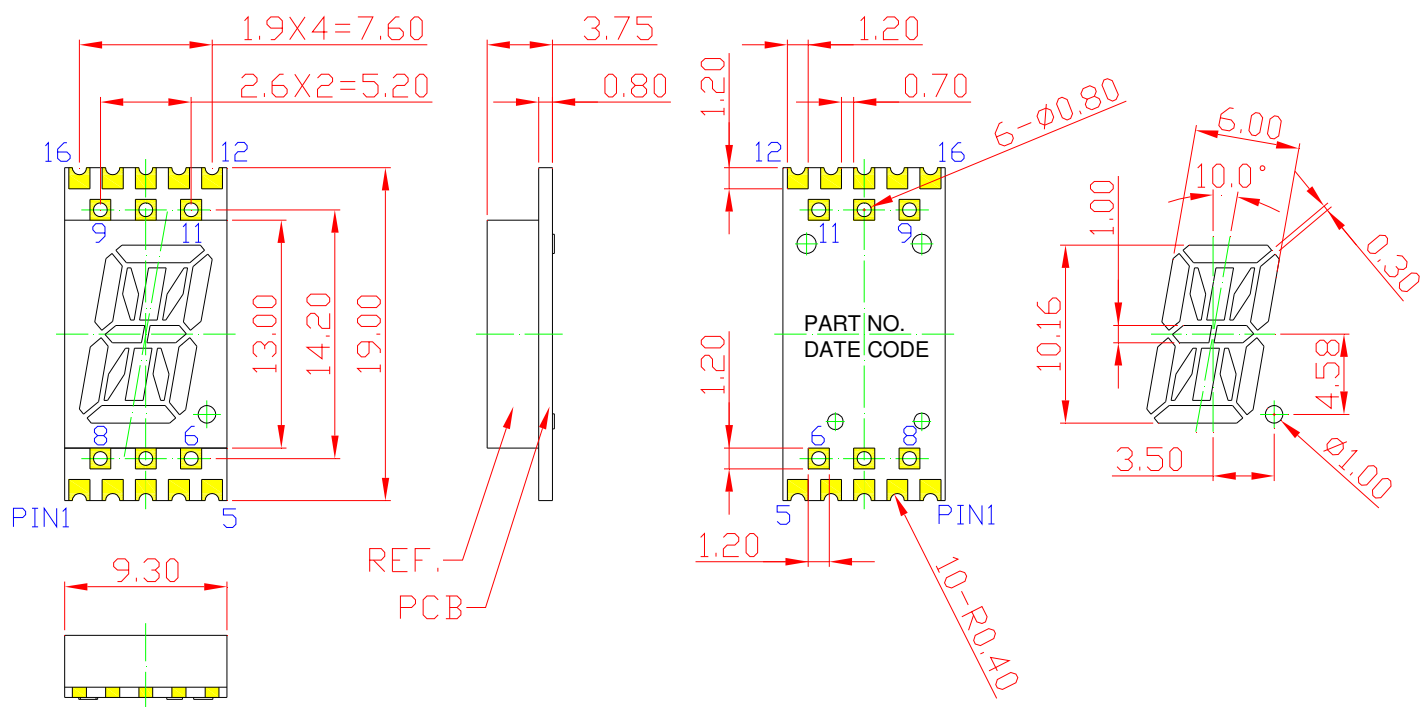 1.9X4=7.60
2.6X2=5.20
16
12
9
11
13.00
14.20
19.00
8
6
PIN1
5
9.30
3.75
0.80
REF.
PCB
1.20
0.70
1.20
6-Ø0.80
12
16
11
9
PART NO.
DATE CODE
1.20
6
8
5
PIN1
1.20
10-R0.40
6.00
10.0°
1.00
0.30
10.16
4.58
3.50
Ø1.00